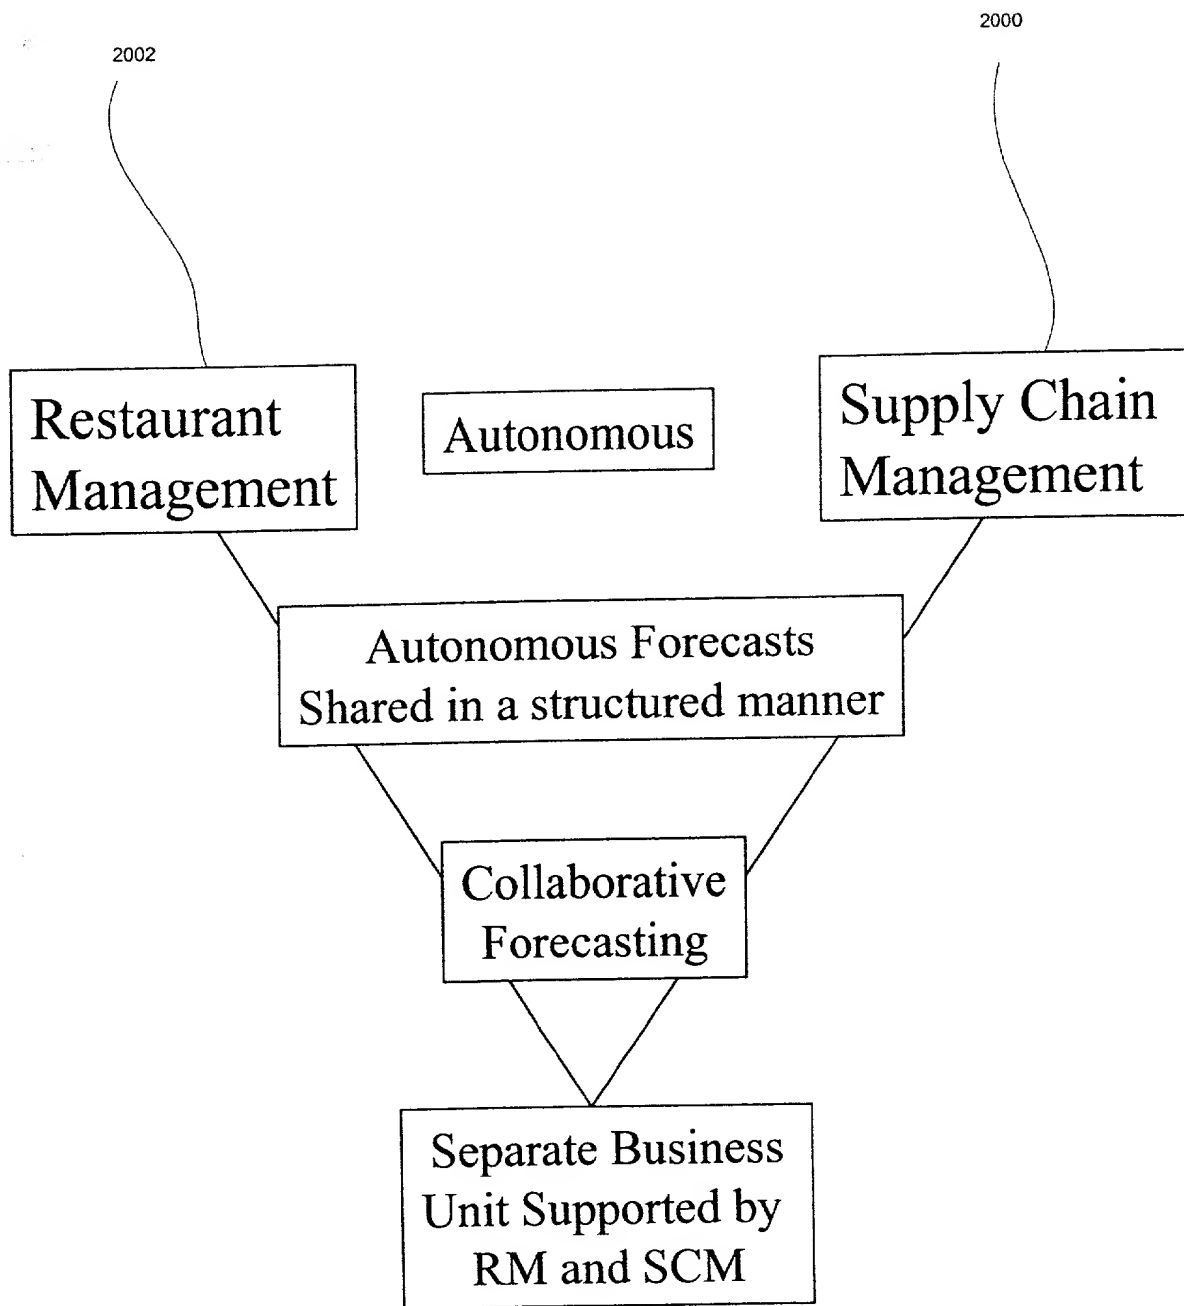 2002
2000
Restaurant
Management
Autonomous
Supply Chain
Management
Autonomous Forecasts
Shared in a structured manner
Collaborative
Forecasting
Separate Business
Unit Supported by
RM and SCM